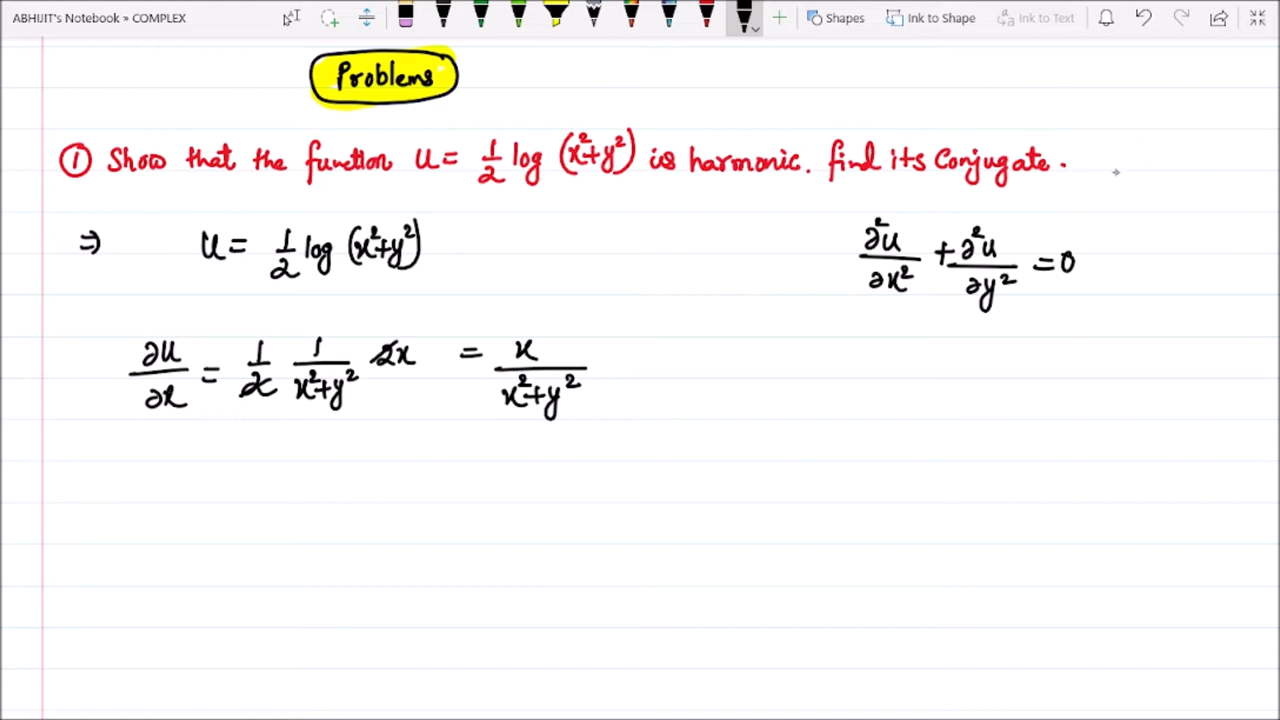 ABHIJIT's Notebook » COMPLEX Shapes Ink to Shape Ink to Text
Problems
① Show that the function u = 1/2 log (x²+y²) is harmonic. find its Conjugate.
⇒ u = 1/2 log (x²+y²) ∂²u/∂x² + ∂²u/∂y² = 0
∂u/∂x = 1/2 1/(x²+y²) 2x = x/(x²+y²)